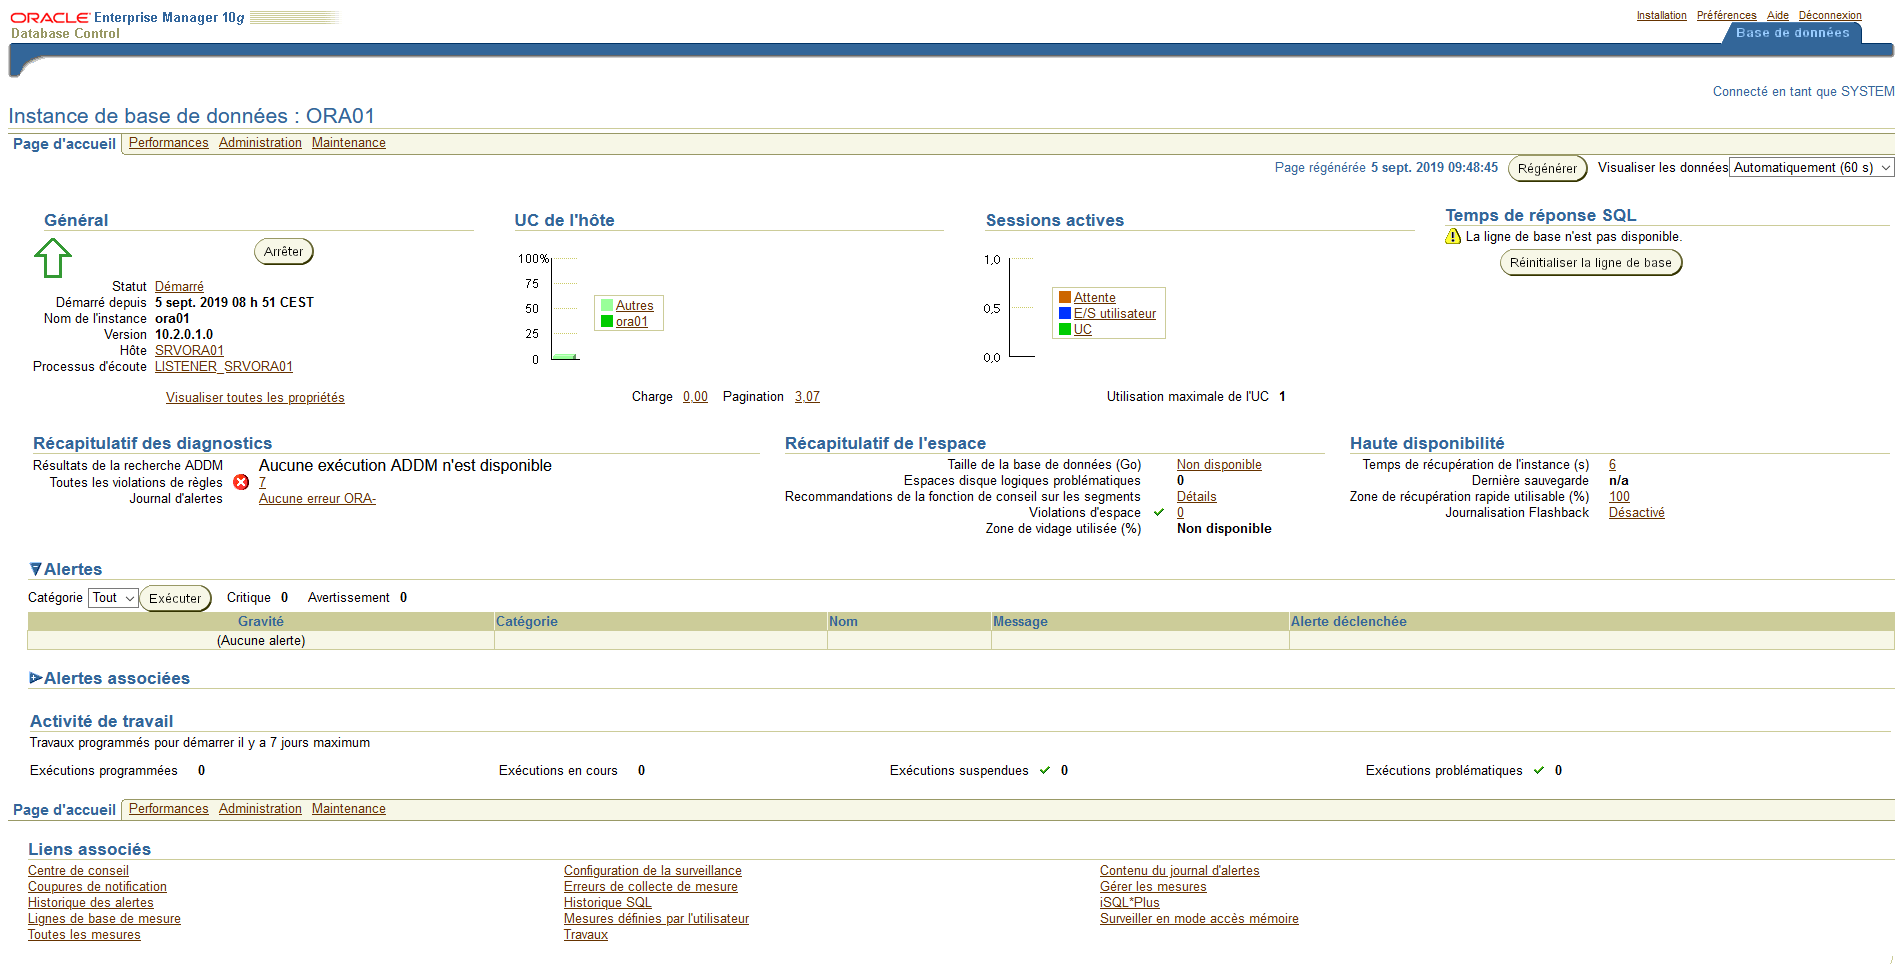 ORACLE Enterprise Manager 10g
Database Control
Installation Préférences Aide Déconnexion
Base de données
Connecté en tant que SYSTEM
Instance de base de données : ORA01
Page d'accueil Performances Administration Maintenance
Page régénérée 5 sept. 2019 09:48:45 Régénérer Visualiser les données Automatiquement (60 s)
Général
Arrêter
Statut Démarré
Démarré depuis 5 sept. 2019 08 h 51 CEST
Nom de l'instance ora01
Version 10.2.0.1.0
Hôte SRVORA01
Processus d'écoute LISTENER_SRVORA01
Visualiser toutes les propriétés
UC de l'hôte
100%
75
50
25
0
Autres
ora01
Charge 0,00 Pagination 3,07
Sessions actives
1,0
0,5
0,0
Attente
E/S utilisateur
UC
Utilisation maximale de l'UC 1
Temps de réponse SQL
La ligne de base n'est pas disponible.
Réinitialiser la ligne de base
Récapitulatif des diagnostics
Résultats de la recherche ADDM Aucune exécution ADDM n'est disponible
Toutes les violations de règles 7
Journal d'alertes Aucune erreur ORA-
Récapitulatif de l'espace
Taille de la base de données (Go) Non disponible
Espaces disque logiques problématiques 0
Recommandations de la fonction de conseil sur les segments Détails
Violations d'espace 0
Zone de vidage utilisée (%) Non disponible
Haute disponibilité
Temps de récupération de l'instance (s) 6
Dernière sauvegarde n/a
Zone de récupération rapide utilisable (%) 100
Journalisation Flashback Désactivé
Alertes
Catégorie Tout Exécuter Critique 0 Avertissement 0
Gravité Catégorie Nom Message Alerte déclenchée
(Aucune alerte)
Alertes associées
Activité de travail
Travaux programmés pour démarrer il y a 7 jours maximum
Exécutions programmées 0 Exécutions en cours 0 Exécutions suspendues 0 Exécutions problématiques 0
Page d'accueil Performances Administration Maintenance
Liens associés
Centre de conseil Configuration de la surveillance Contenu du journal d'alertes
Coupures de notification Erreurs de collecte de mesure Gérer les mesures
Historique des alertes Historique SQL iSQL*Plus
Lignes de base de mesure Mesures définies par l'utilisateur Surveiller en mode accès mémoire
Toutes les mesures Travaux